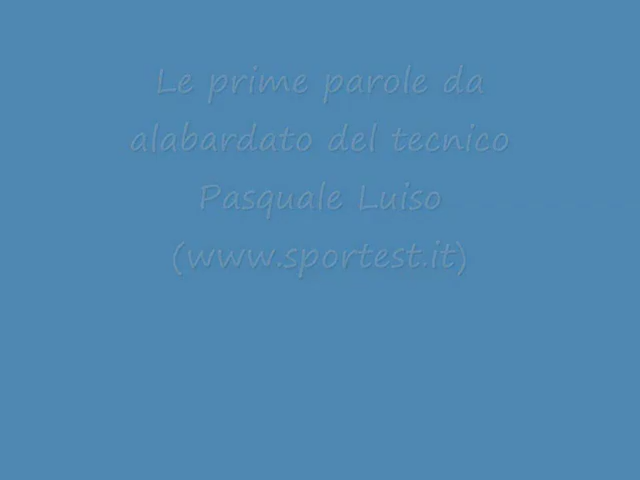 Le prime parole da
alabardato del tecnico
Pasquale Luiso
(www.sportest.it)